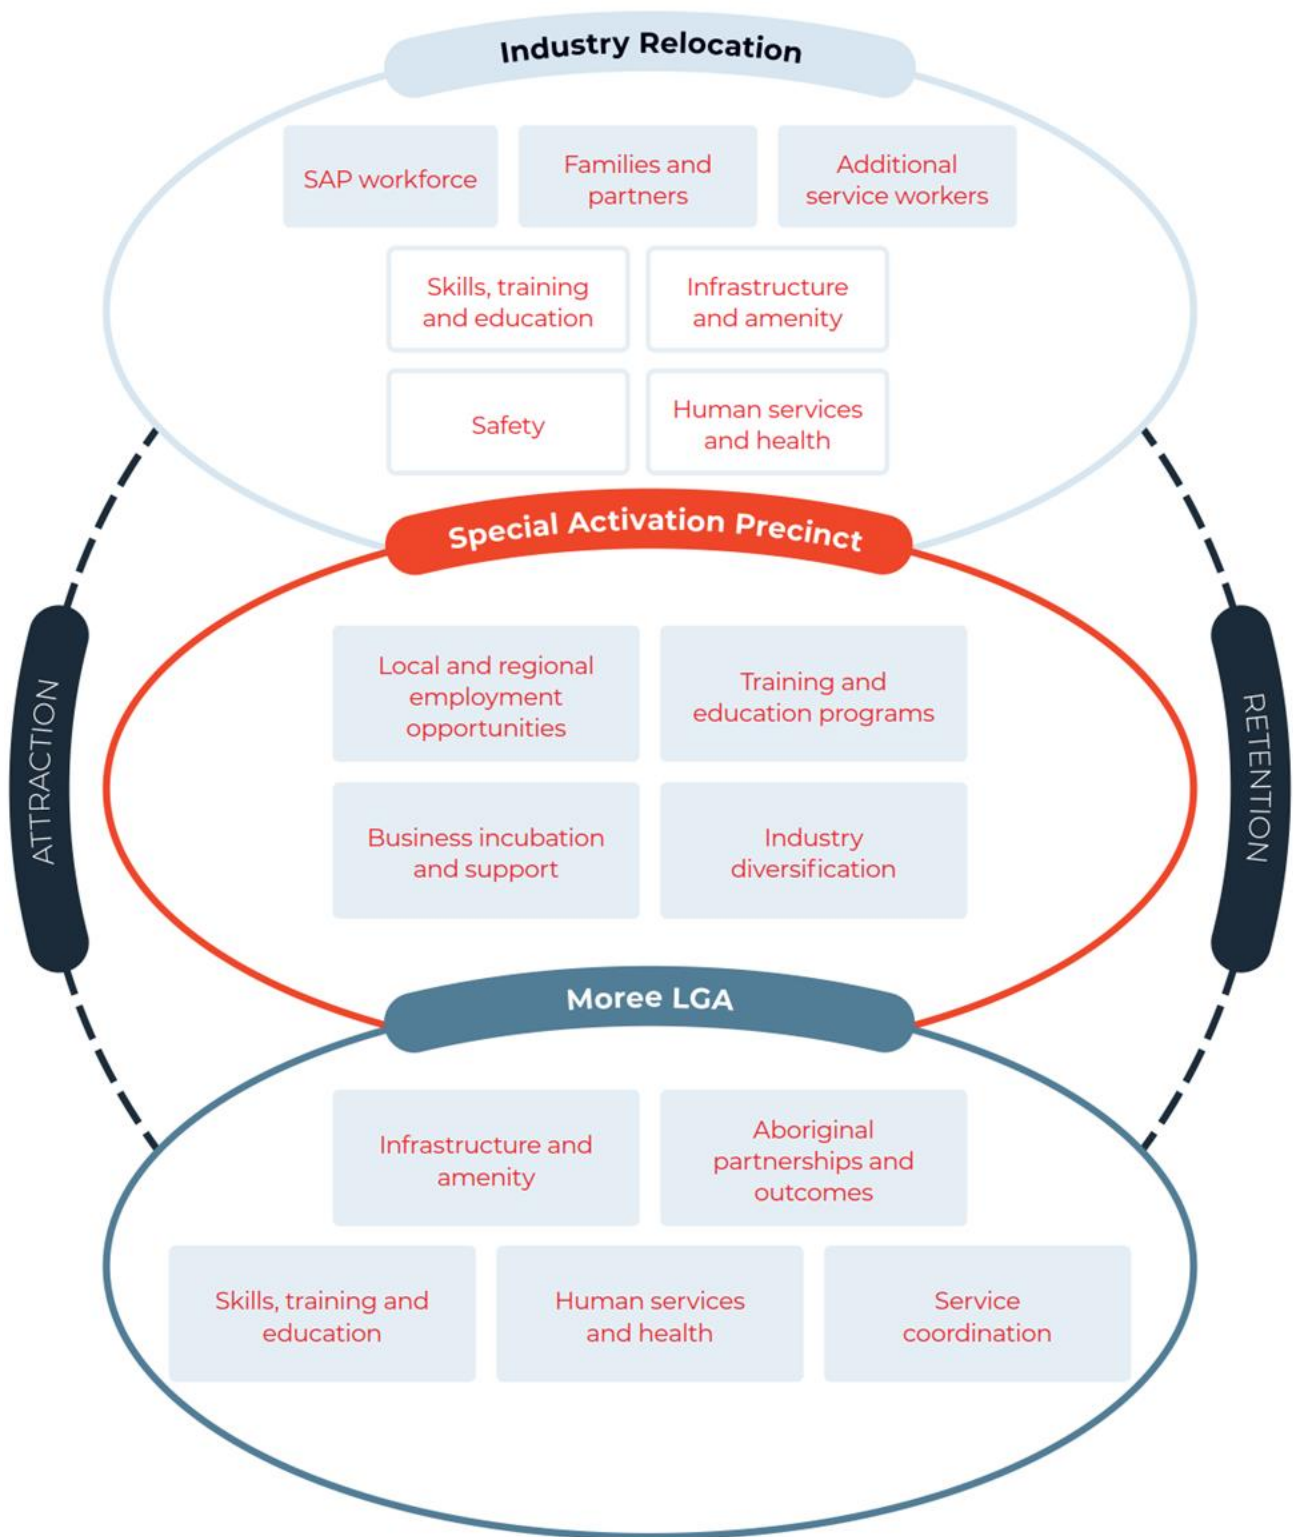 Industry Relocation
SAP workforce
Families and
partners
Additional
service workers
Skills, training
and education
Infrastructure
and amenity
Safety
Human services
and health
Special Activation Precinct
ATTRACTION
RETENTION
Local and regional
employment
opportunities
Training and
education programs
Business incubation
and support
Industry
diversification
Moree LGA
Infrastructure and
amenity
Aboriginal
partnerships and
outcomes
Skills, training and
education
Human services
and health
Service
coordination